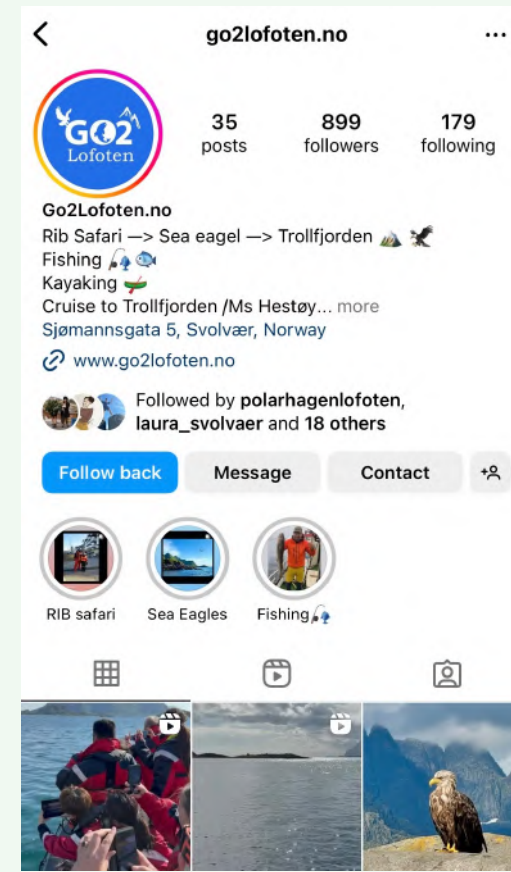 go2lofoten.no
GO2
Lofoten
35
posts
899
followers
179
following
Go2Lofoten.no
Rib Safari —> Sea eagel —> Trollfjorden 🏔️ 🦅
Fishing 🎣🐟
Kayaking 🛶
Cruise to Trollfjorden /Ms Hestøy... more
Sjømannsgata 5, Svolvær, Norway
www.go2lofoten.no
Followed by polarhagenlofoten,
laura_svolvaer and 18 others
Follow back
Message
Contact
RIB safari
Sea Eagles
Fishing🎣